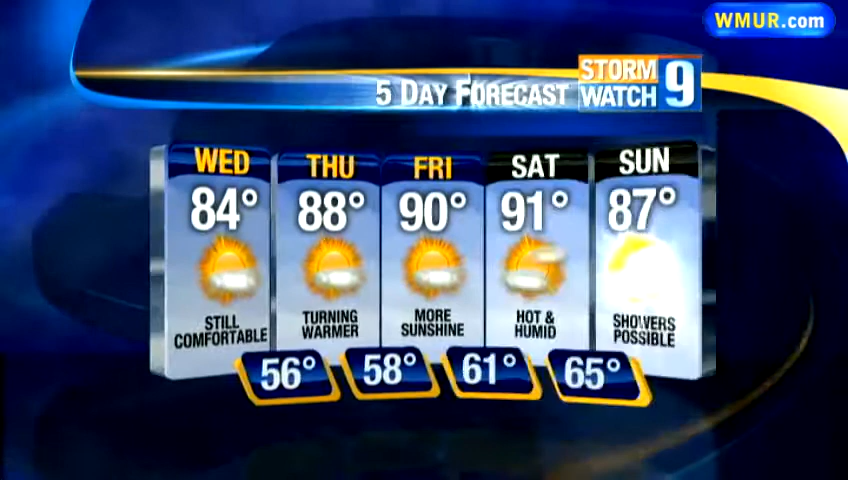 WMUR.com
5 DAY FORECAST
STORM
WATCH 9
WED THU FRI SAT SUN
84° 88° 90° 91° 87°
STILL
COMFORTABLE
TURNING
WARMER
MORE
SUNSHINE
HOT &
HUMID
SHOWERS
POSSIBLE
56° 58° 61° 65°